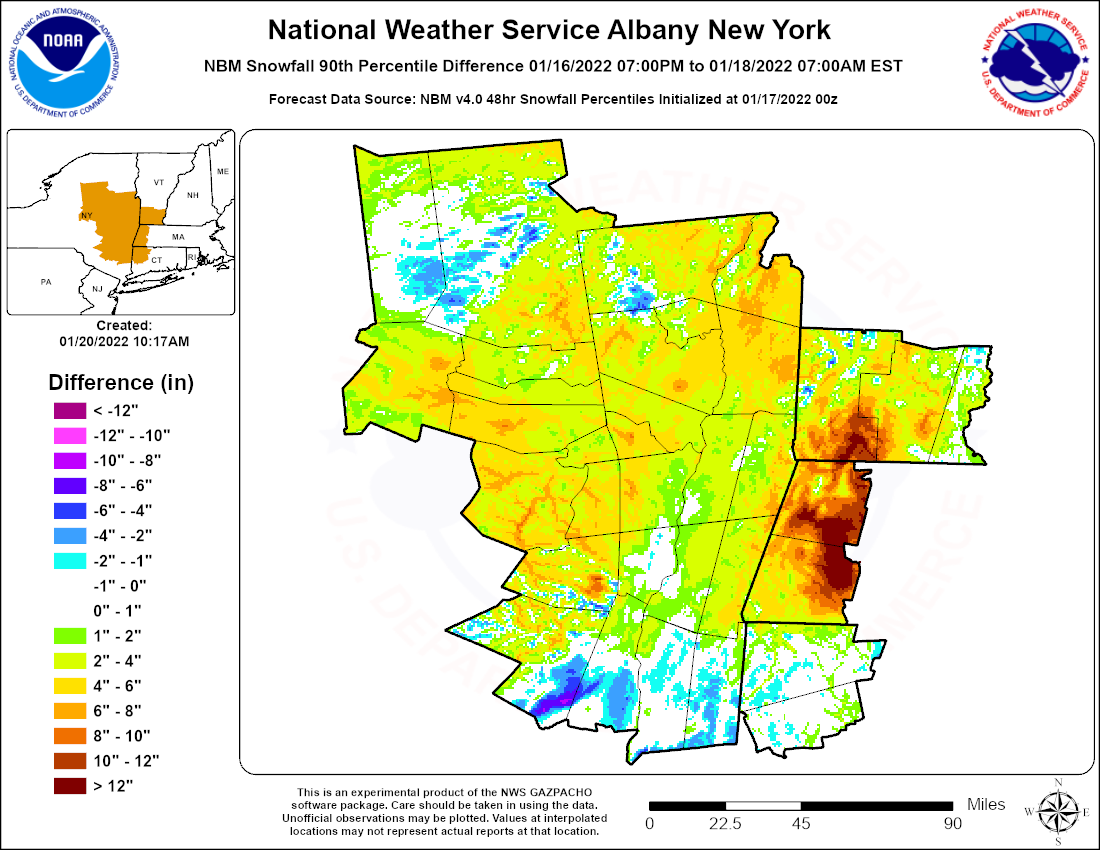 National Weather Service Albany New York
NBM Snowfall 90th Percentile Difference 01/16/2022 07:00PM to 01/18/2022 07:00AM EST
Forecast Data Source: NBM v4.0 48hr Snowfall Percentiles Initialized at 01/17/2022 00z
NATIONAL OCEANIC AND ATMOSPHERIC ADMINISTRATION
NOAA
U.S. DEPARTMENT OF COMMERCE
NATIONAL WEATHER SERVICE
U.S. DEPARTMENT OF COMMERCE
ME
VT
NH
NY
MA
CT
RI
PA
NJ
Created:
01/20/2022 10:17AM
Difference (in)
< -12"
-12" - -10"
-10" - -8"
-8" - -6"
-6" - -4"
-4" - -2"
-2" - -1"
-1" - 0"
0" - 1"
1" - 2"
2" - 4"
4" - 6"
6" - 8"
8" - 10"
10" - 12"
> 12"
This is an experimental product of the NWS GAZPACHO
software package. Care should be taken in using the data.
Unofficial observations may be plotted. Values at interpolated
locations may not represent actual reports at that location.
Miles
0 22.5 45 90
N
W E
S